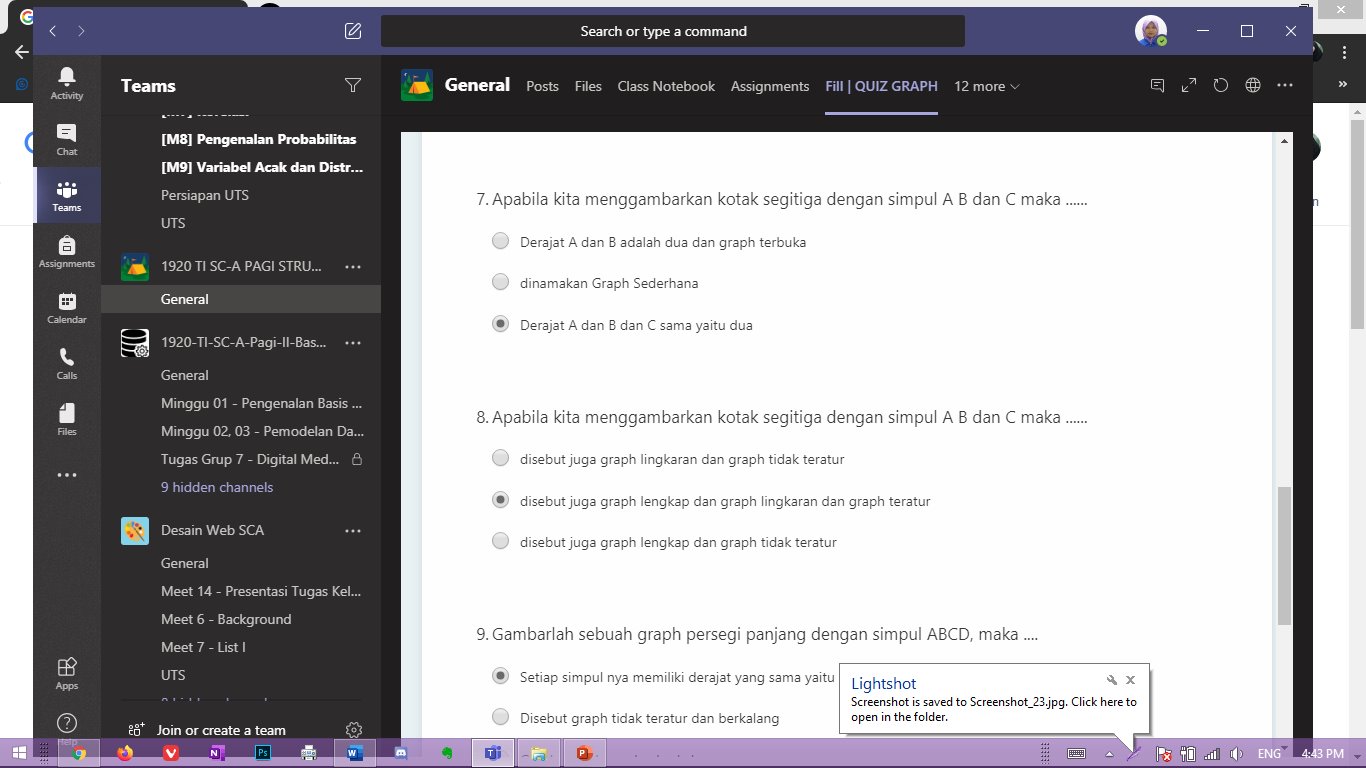 Search or type a command
Activity
Chat
Teams
Assignments
Calendar
Calls
Files
Apps
Help
Teams
[M8] Pengenalan Probabilitas
[M9] Variabel Acak dan Distr...
Persiapan UTS
UTS
1920 TI SC-A PAGI STRU...
General
1920-TI-SC-A-Pagi-II-Bas...
General
Minggu 01 - Pengenalan Basis ...
Minggu 02, 03 - Pemodelan Da...
Tugas Grup 7 - Digital Med...
9 hidden channels
Desain Web SCA
General
Meet 14 - Presentasi Tugas Kel...
Meet 6 - Background
Meet 7 - List I
UTS
Join or create a team
General Posts Files Class Notebook Assignments Fill | QUIZ GRAPH 12 more
7. Apabila kita menggambarkan kotak segitiga dengan simpul A B dan C maka ......
Derajat A dan B adalah dua dan graph terbuka
dinamakan Graph Sederhana
Derajat A dan B dan C sama yaitu dua
8. Apabila kita menggambarkan kotak segitiga dengan simpul A B dan C maka ......
disebut juga graph lingkaran dan graph tidak teratur
disebut juga graph lengkap dan graph lingkaran dan graph teratur
disebut juga graph lengkap dan graph tidak teratur
9. Gambarlah sebuah graph persegi panjang dengan simpul ABCD, maka ....
Setiap simpul nya memiliki derajat yang sama yaitu
Disebut graph tidak teratur dan berkalang
Lightshot
Screenshot is saved to Screenshot_23.jpg. Click here to
open in the folder.
ENG 4:43 PM